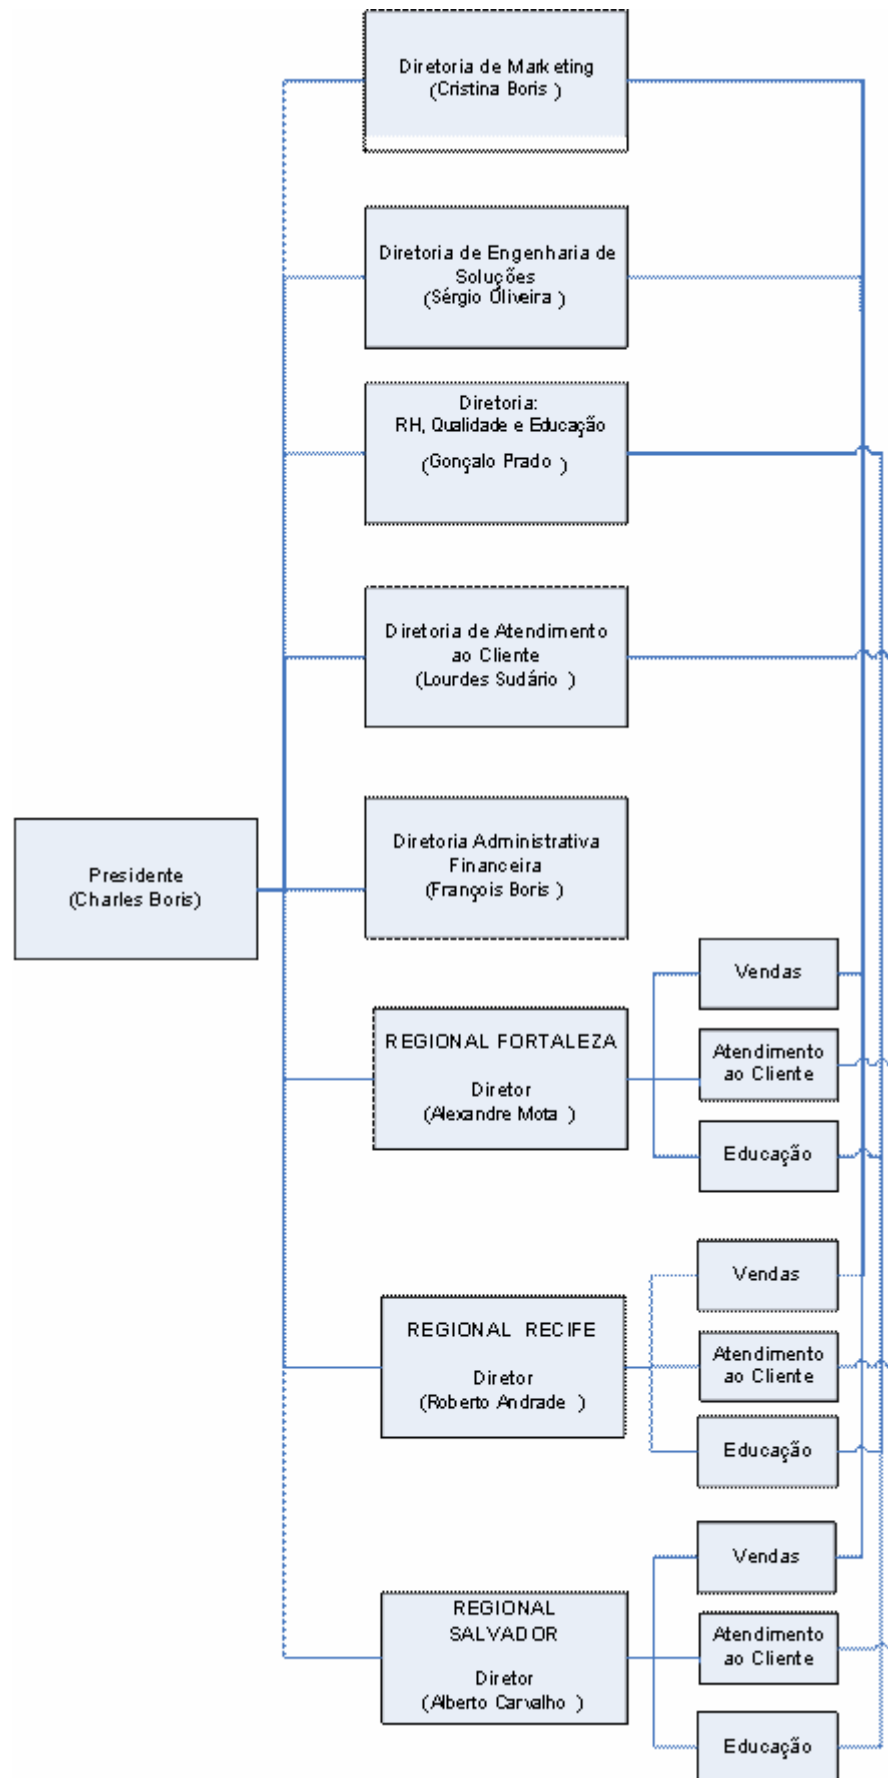 Diretoria de Marketing
(Cristina Boris )
Diretoria de Engenharia de
Soluções
(Sérgio Oliveira )
Diretoria:
RH, Qualidade e Educação
(Gonçalo Prado )
Diretoria de Atendimento
ao Cliente
(Lourdes Sudário )
Presidente
(Charles Boris)
Diretoria Administrativa
Financeira
(François Boris )
REGIONAL FORTALEZA
Diretor
(Alexandre Mota )
Vendas
Atendimento
ao Cliente
Educação
REGIONAL RECIFE
Diretor
(Roberto Andrade )
Vendas
Atendimento
ao Cliente
Educação
REGIONAL
SALVADOR
Diretor
(Alberto Carvalho )
Vendas
Atendimento
ao Cliente
Educação